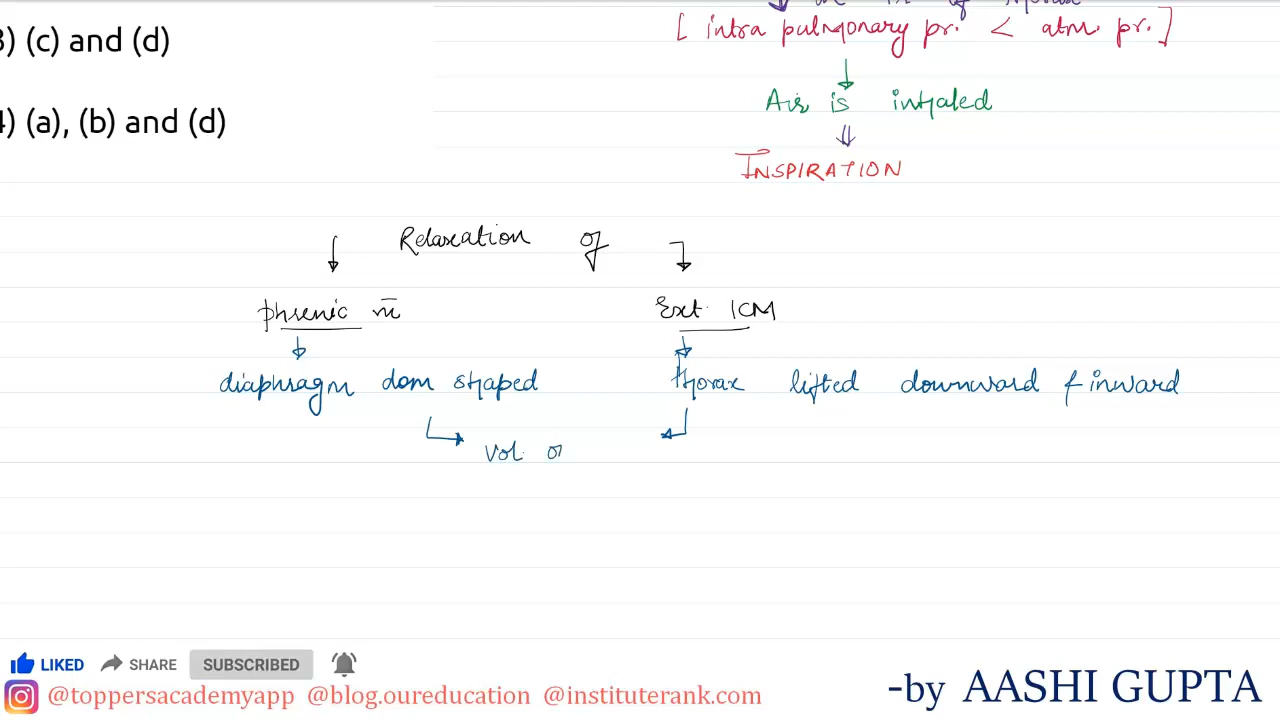 3) (c) and (d)
[ intra pulmonary pr. < atm. pr. ]
Air is inhaled
4) (a), (b) and (d)
INSPIRATION
Relaxation of
phrenic m̅ Ext. ICM
diaphragm dom shaped thorax lifted downward & inward
Vol. o
LIKED SHARE SUBSCRIBED
@toppersacademyapp @blog.oureducation @instituterank.com
-by AASHI GUPTA